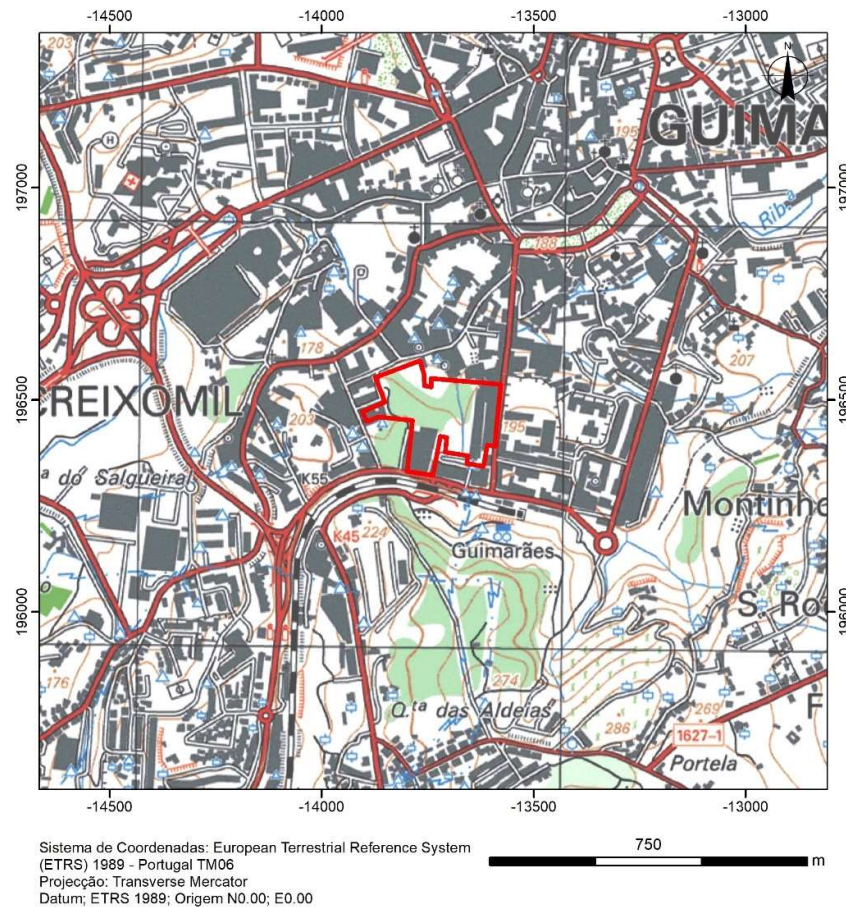 -14500 -14000 -13500 -13000
N
203
195
GUIMA
H
197000 197000
Rib.a
188
178
207
196500 196500
CREIXOMIL
203
195
a do Salgueiral
K55
Montinho
K45
224
Guimarães
196000 196000
S. Ro
176
274
Q.ta das Aldeias
269
286
1627-1
F
Portela
-14500 -14000 -13500 -13000
Sistema de Coordenadas: European Terrestrial Reference System
(ETRS) 1989 - Portugal TM06
Projecção: Transverse Mercator
Datum; ETRS 1989; Origem N0.00; E0.00
750
m